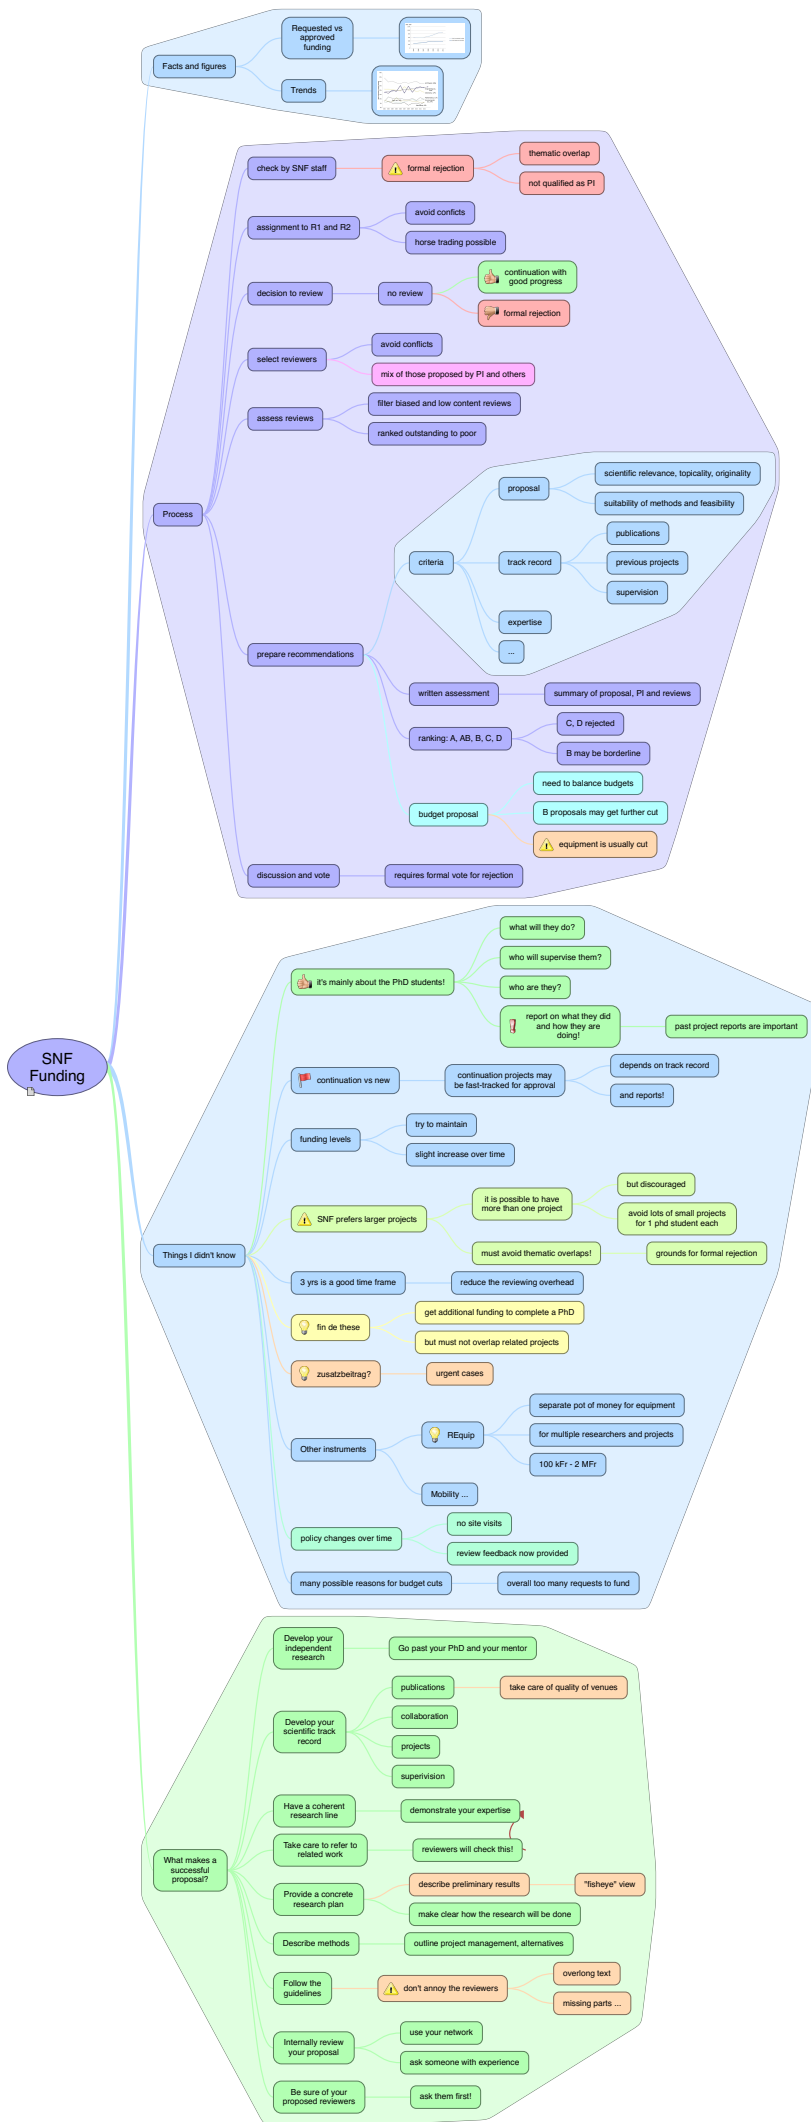 SNF
Funding
Facts and figures
Requested vs
approved
funding
Trends
Process
check by SNF staff
formal rejection
thematic overlap
not qualified as PI
assignment to R1 and R2
avoid conficts
horse trading possible
decision to review
no review
continuation with
good progress
formal rejection
select reviewers
avoid conflicts
mix of those proposed by PI and others
assess reviews
filter biased and low content reviews
ranked outstanding to poor
prepare recommendations
criteria
proposal
scientific relevance, topicality, originality
suitability of methods and feasibility
track record
publications
previous projects
supervision
expertise
...
written assessment
summary of proposal, PI and reviews
ranking: A, AB, B, C, D
C, D rejected
B may be borderline
budget proposal
need to balance budgets
B proposals may get further cut
equipment is usually cut
discussion and vote
requires formal vote for rejection
Things I didn't know
it's mainly about the PhD students!
what will they do?
who will supervise them?
who are they?
report on what they did
and how they are
doing!
past project reports are important
continuation vs new
continuation projects may
be fast-tracked for approval
depends on track record
and reports!
funding levels
try to maintain
slight increase over time
SNF prefers larger projects
it is possible to have
more than one project
but discouraged
avoid lots of small projects
for 1 phd student each
must avoid thematic overlaps!
grounds for formal rejection
3 yrs is a good time frame
reduce the reviewing overhead
fin de these
get additional funding to complete a PhD
but must not overlap related projects
zusatzbeitrag?
urgent cases
Other instruments
REquip
separate pot of money for equipment
for multiple researchers and projects
100 kFr - 2 MFr
Mobility ...
policy changes over time
no site visits
review feedback now provided
many possible reasons for budget cuts
overall too many requests to fund
What makes a
successful
proposal?
Develop your
independent
research
Go past your PhD and your mentor
Develop your
scientific track
record
publications
take care of quality of venues
collaboration
projects
superivision
Have a coherent
research line
demonstrate your expertise
Take care to refer to
related work
reviewers will check this!
Provide a concrete
research plan
describe preliminary results
"fisheye" view
make clear how the research will be done
Describe methods
outline project management, alternatives
Follow the
guidelines
don't annoy the reviewers
overlong text
missing parts ...
Internally review
your proposal
use your network
ask someone with experience
Be sure of your
proposed reviewers
ask them first!